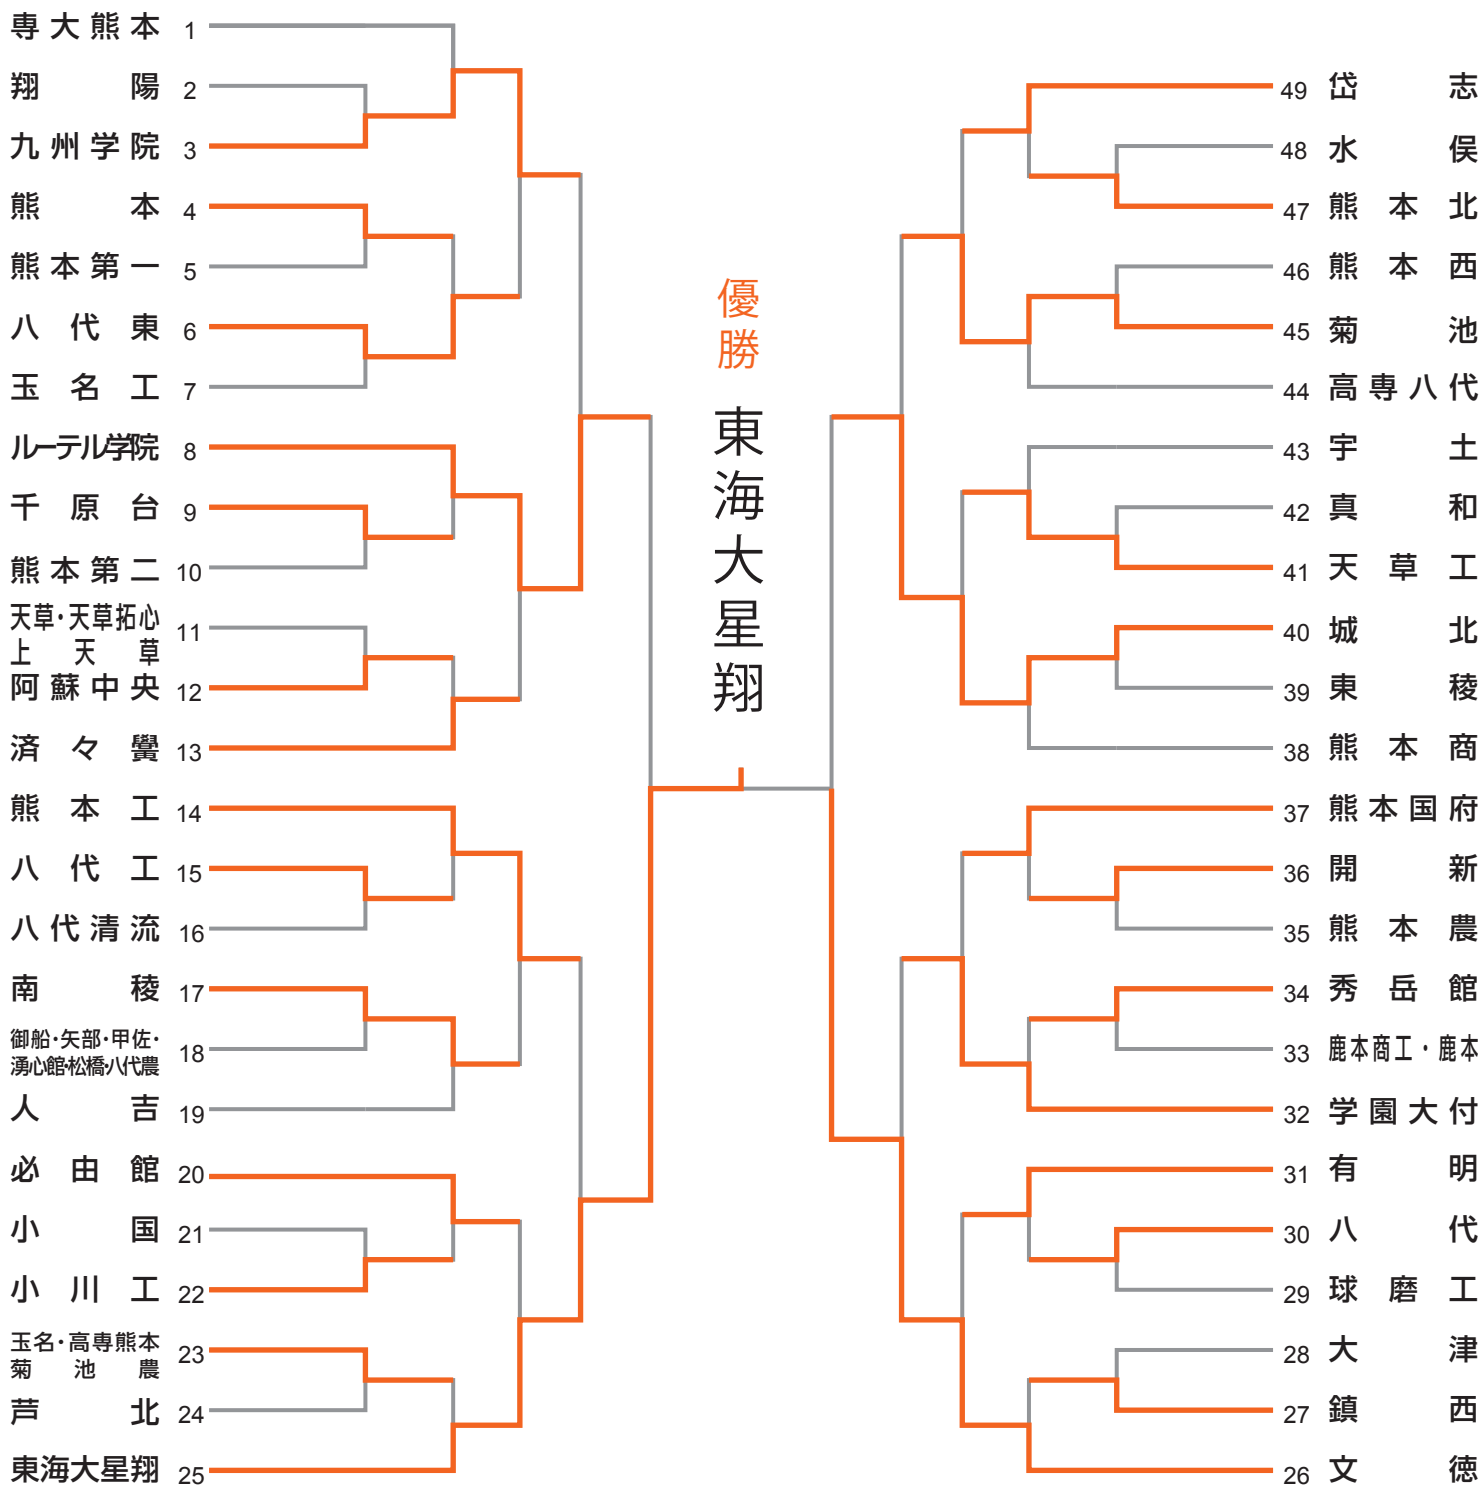 専大熊本 1
翔陽 2
九州学院 3
熊本 4
熊本第一 5
八代東 6
玉名工 7
ルーテル学院 8
千原台 9
熊本第二 10
天草・天草拓心
上天草 11
阿蘇中央 12
済々黌 13
熊本工 14
八代工 15
八代清流 16
南稜 17
御船・矢部・甲佐・
湧心館・松橋・八代農 18
人吉 19
必由館 20
小国 21
小川工 22
玉名・高専熊本
菊池農 23
芦北 24
東海大星翔 25
優勝
東海大星翔
49 岱志
48 水俣
47 熊本北
46 熊本西
45 菊池
44 高専八代
43 宇土
42 真和
41 天草工
40 城北
39 東稜
38 熊本商
37 熊本国府
36 開新
35 熊本農
34 秀岳館
33 鹿本商工・鹿本
32 学園大付
31 有明
30 八代
29 球磨工
28 大津
27 鎮西
26 文徳